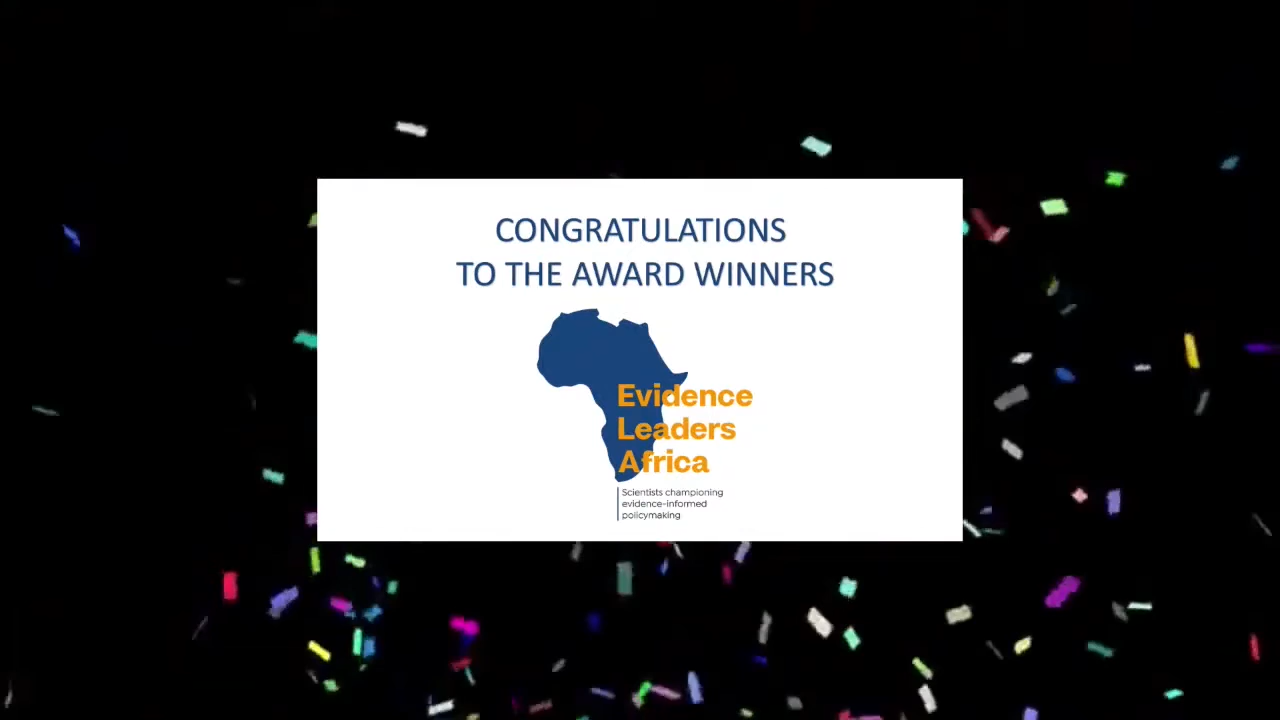 CONGRATULATIONS
TO THE AWARD WINNERS
Evidence
Leaders
Africa
Scientists championing
evidence-informed
policymaking